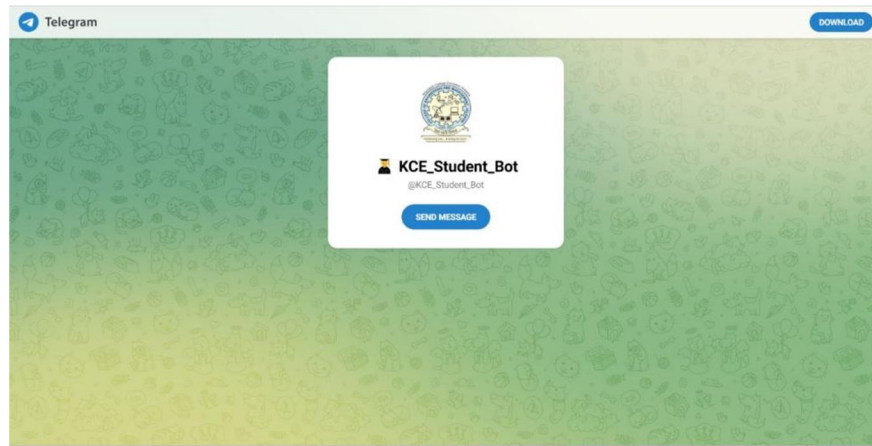 Telegram
DOWNLOAD
KCE_Student_Bot
@KCE_Student_Bot
SEND MESSAGE